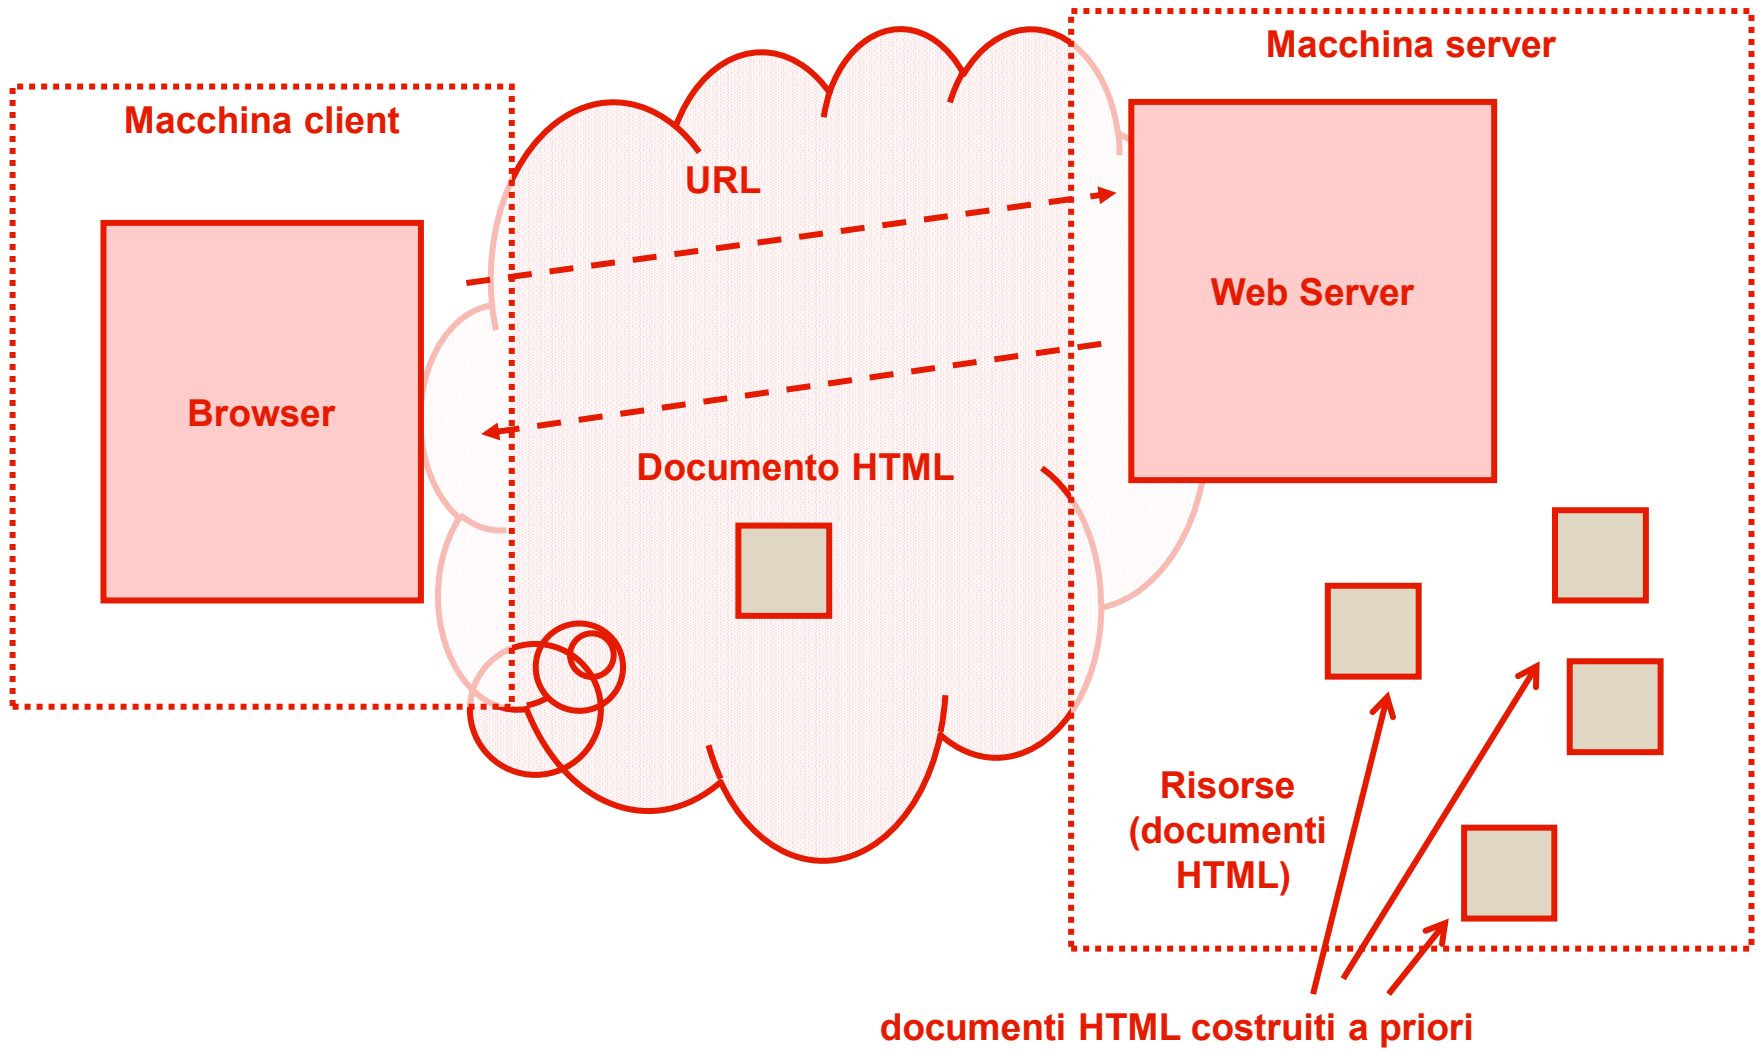 Macchina server
Macchina client
URL
Web Server
Browser
Documento HTML
Risorse
(documenti
HTML)
documenti HTML costruiti a priori